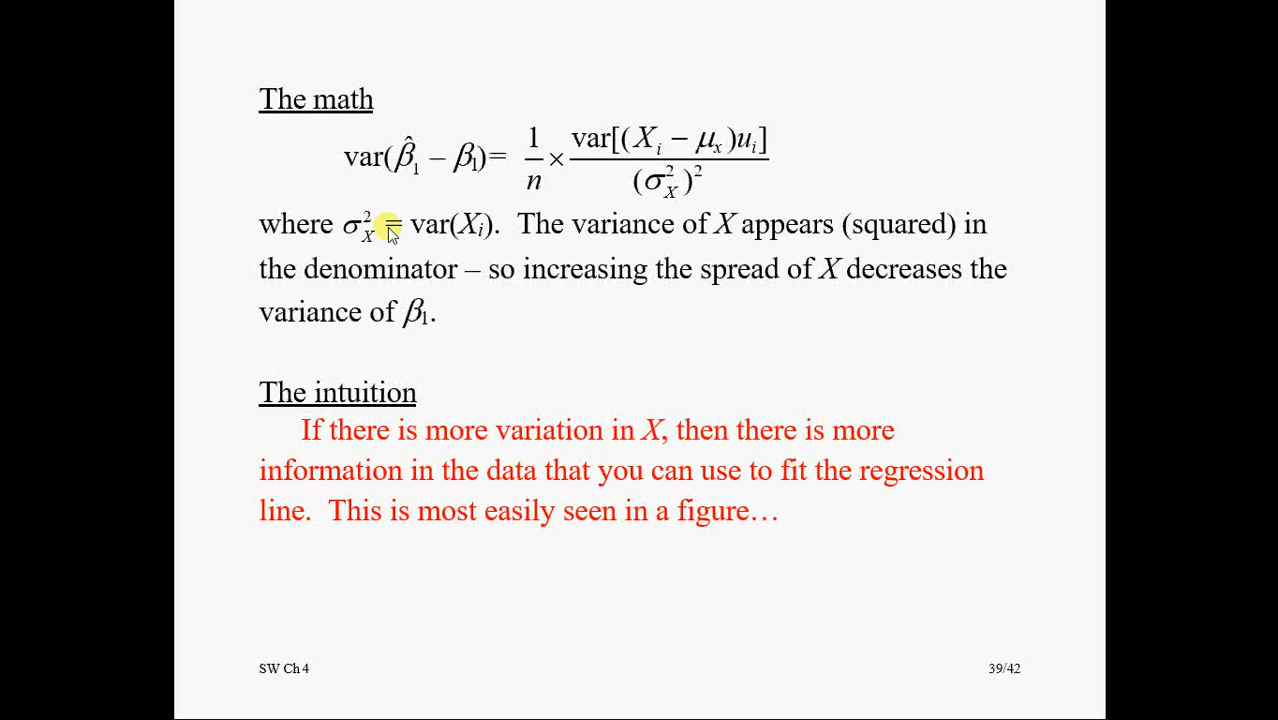 The math
var(β̂₁ – β₁)= 1/n × var[(Xᵢ − μₓ)uᵢ]/(σ²_X)²
where σ²_X = var(Xᵢ). The variance of X appears (squared) in
the denominator – so increasing the spread of X decreases the
variance of β₁.
The intuition
If there is more variation in X, then there is more
information in the data that you can use to fit the regression
line. This is most easily seen in a figure…
SW Ch 4
39/42